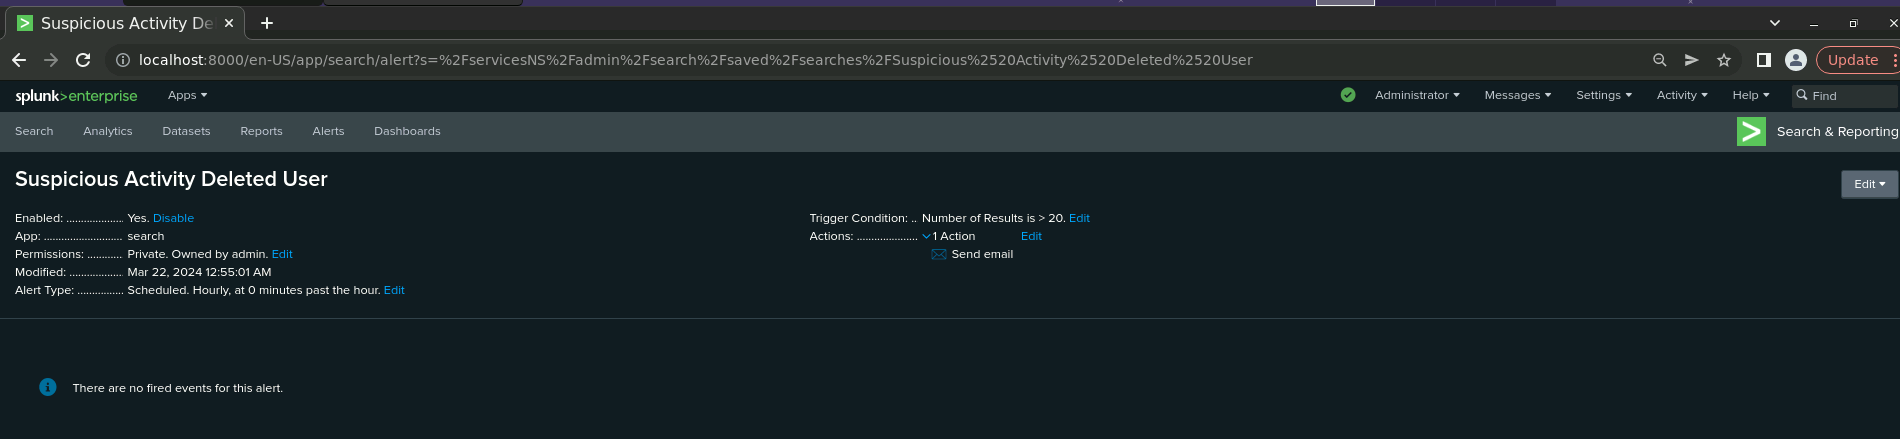 Suspicious Activity De
localhost:8000/en-US/app/search/alert?s=%2FservicesNS%2Fadmin%2Fsearch%2Fsaved%2Fsearches%2FSuspicious%2520Activity%2520Deleted%2520User
Update
splunk>enterprise Apps Administrator Messages Settings Activity Help Find
Search Analytics Datasets Reports Alerts Dashboards Search & Reporting
Suspicious Activity Deleted User
Edit
Enabled: .................... Yes. Disable
App: ........................... search
Permissions: ............ Private. Owned by admin. Edit
Modified: ................... Mar 22, 2024 12:55:01 AM
Alert Type: ................ Scheduled. Hourly, at 0 minutes past the hour. Edit
Trigger Condition: .. Number of Results is > 20. Edit
Actions: ..................... 1 Action Edit
Send email
There are no fired events for this alert.